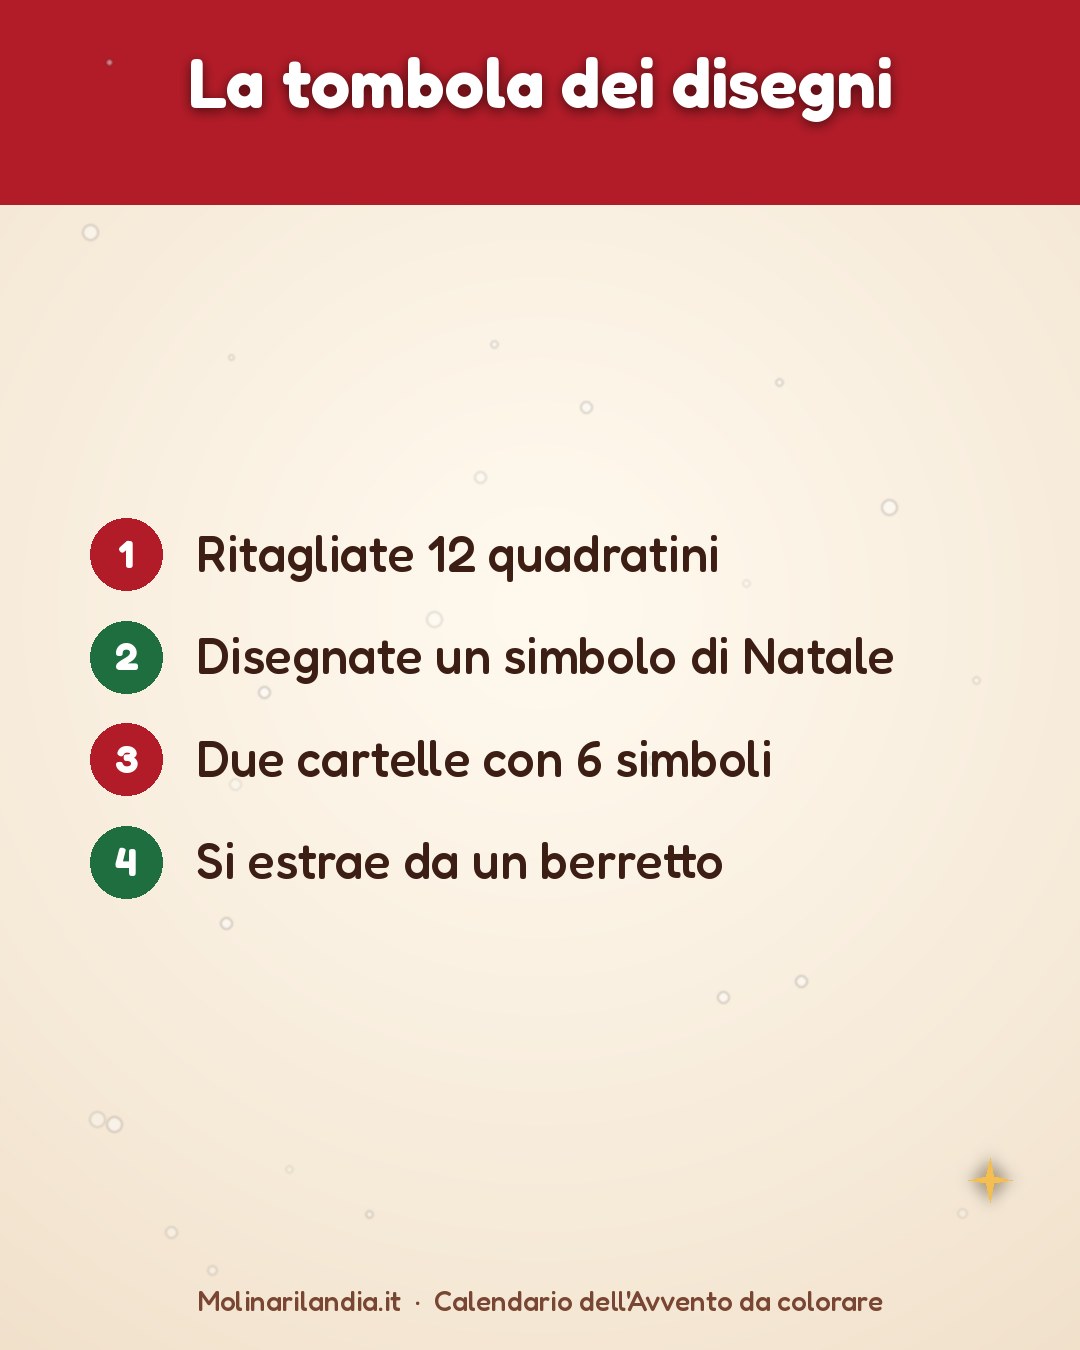 La tombola dei disegni
1 Ritagliate 12 quadratini
2 Disegnate un simbolo di Natale
3 Due cartelle con 6 simboli
4 Si estrae da un berretto
Molinarilandia.it · Calendario dell'Avvento da colorare